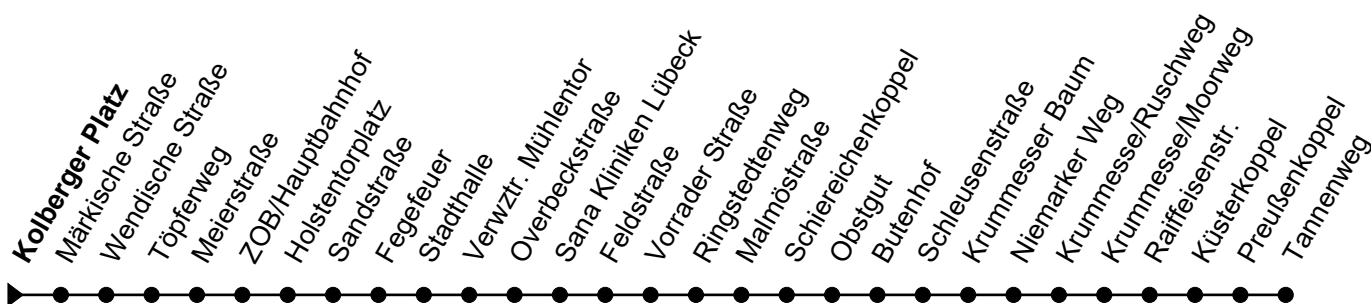 Kolberger Platz
Märkische Straße
Wendische Straße
Töpferweg
Meierstraße
ZOB/Hauptbahnhof
Holstentorplatz
Sandstraße
Fegefeuer
Stadthalle
Verwztr. Mühlentor
Overbeckstraße
Sana Kliniken Lübeck
Feldstraße
Vorrader Straße
Ringstedtenweg
Malmöstraße
Schiereichenkoppel
Obstgut
Butenhof
Schleusenstraße
Krummesser Baum
Niemarker Weg
Krummesse/Ruschweg
Krummesse/Moorweg
Raiffeisenstr.
Küsterkoppel
Preußenkoppel
Tannenweg